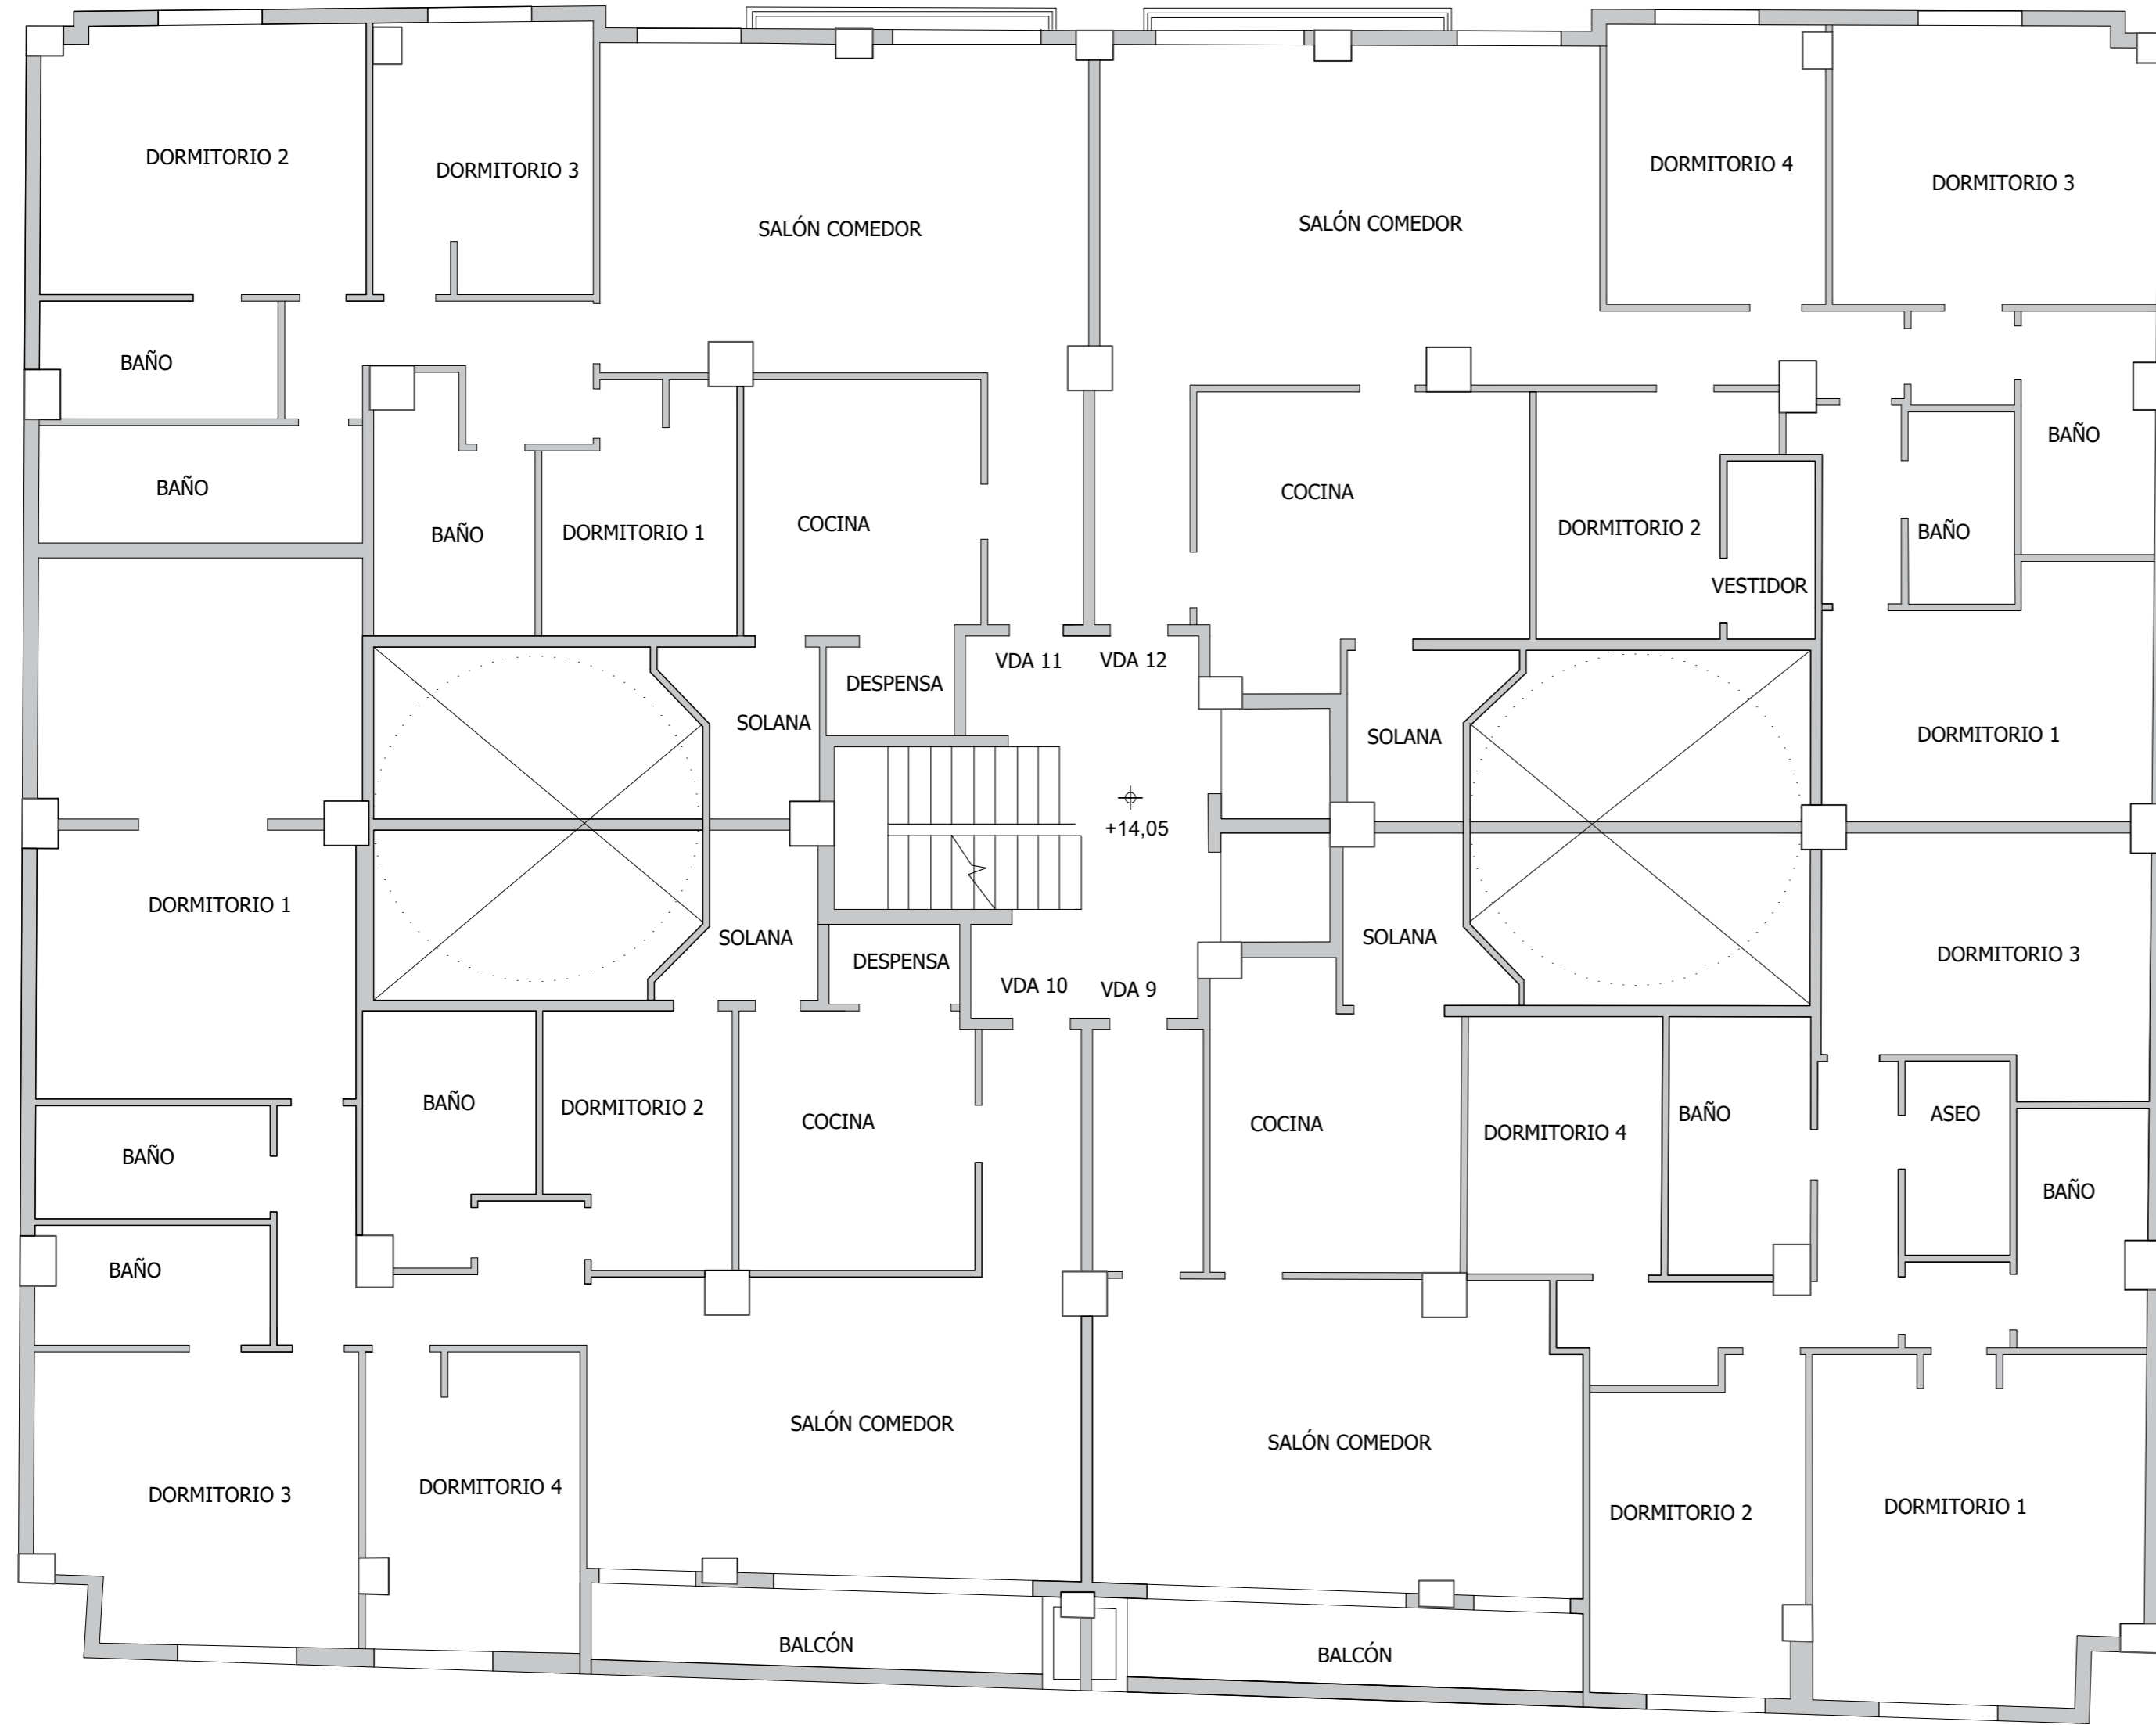 DORMITORIO 2
DORMITORIO 3
SALÓN COMEDOR
SALÓN COMEDOR
DORMITORIO 4
DORMITORIO 3
BAÑO
BAÑO
BAÑO
DORMITORIO 1
COCINA
COCINA
DORMITORIO 2
VESTIDOR
BAÑO
BAÑO
VDA 11
VDA 12
DESPENSA
SOLANA
SOLANA
DORMITORIO 1
+14,05
DORMITORIO 1
SOLANA
DESPENSA
SOLANA
DORMITORIO 3
VDA 10
VDA 9
BAÑO
DORMITORIO 2
COCINA
COCINA
DORMITORIO 4
BAÑO
ASEO
BAÑO
BAÑO
BAÑO
SALÓN COMEDOR
SALÓN COMEDOR
DORMITORIO 3
DORMITORIO 4
DORMITORIO 2
DORMITORIO 1
BALCÓN
BALCÓN